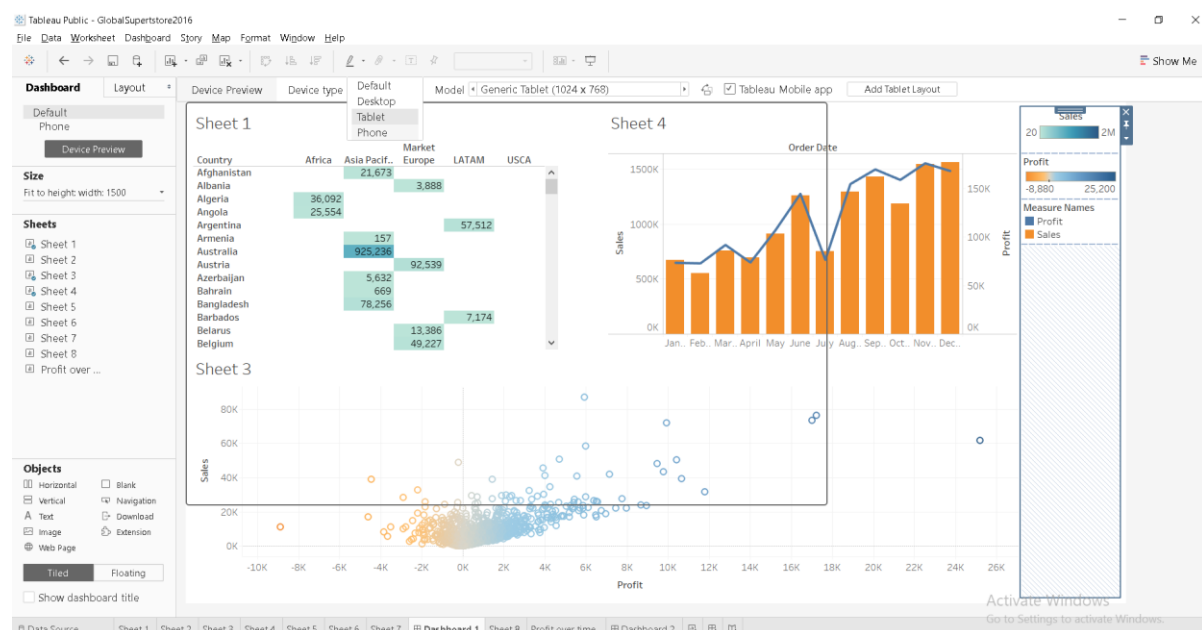 Tableau Public - GlobalSupertstore2016
File Data Worksheet Dashboard Story Map Format Window Help
Show Me
Dashboard Layout
Default
Phone
Device Preview
Size
Fit to height: width: 1500
Sheets
Sheet 1
Sheet 2
Sheet 3
Sheet 4
Sheet 5
Sheet 6
Sheet 7
Sheet 8
Profit over ...
Objects
Horizontal Blank
Vertical Navigation
Text Download
Image Extension
Web Page
Tiled Floating
Show dashboard title
Device Preview Device type Model Generic Tablet (1024 x 768) Tableau Mobile app Add Tablet Layout
Default
Desktop
Tablet
Phone
Sheet 1
Market
Country Africa Asia Pacif.. Europe LATAM USCA
Afghanistan 21,673
Albania 3,888
Algeria 36,092
Angola 25,554
Argentina 57,512
Armenia 157
Australia 925,236
Austria 92,539
Azerbaijan 5,632
Bahrain 669
Bangladesh 78,256
Barbados 7,174
Belarus 13,386
Belgium 49,227
Sheet 4
Order Date
1500K
1000K
500K
0K
Sales
150K
100K
50K
0K
Profit
Jan.. Feb.. Mar.. April May June July Aug.. Sep.. Oct.. Nov.. Dec..
Sheet 3
80K
60K
40K
20K
0K
Sales
-10K -8K -6K -4K -2K 0K 2K 4K 6K 8K 10K 12K 14K 16K 18K 20K 22K 24K 26K
Profit
Sales
20 2M
Profit
-8,880 25,200
Measure Names
Profit
Sales
Activate Windows
Go to Settings to activate Windows.
Data Source Sheet 1 Sheet 2 Sheet 3 Sheet 4 Sheet 5 Sheet 6 Sheet 7 Dashboard 1 Sheet 8 Profit over time Dashboard 2